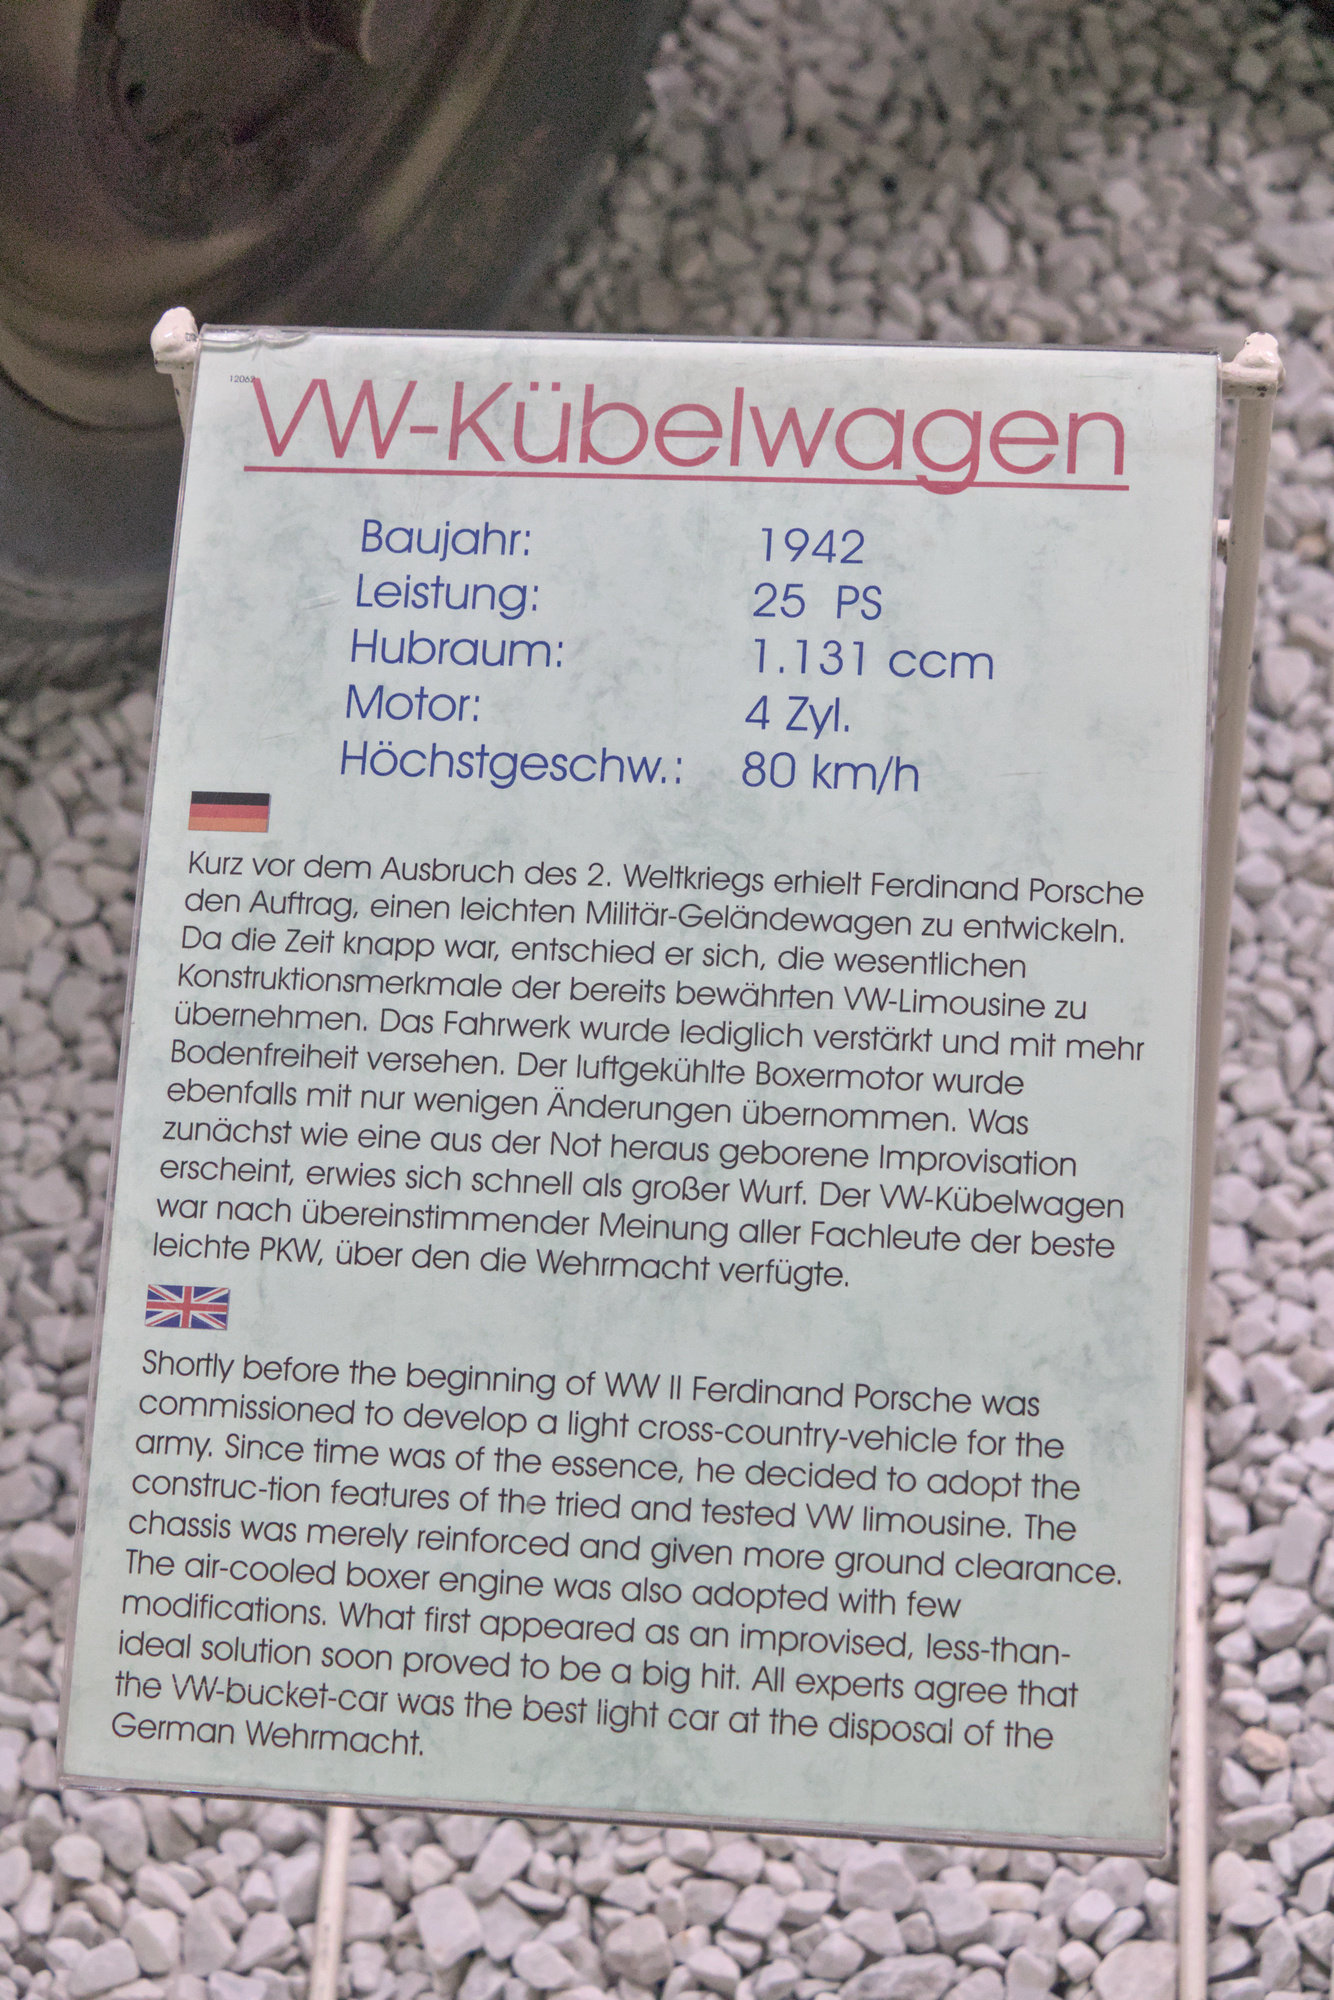 12062
VW-Kübelwagen
Baujahr: 1942
Leistung: 25 PS
Hubraum: 1.131 ccm
Motor: 4 Zyl.
Höchstgeschw.: 80 km/h
Kurz vor dem Ausbruch des 2. Weltkriegs erhielt Ferdinand Porsche
den Auftrag, einen leichten Militär-Geländewagen zu entwickeln.
Da die Zeit knapp war, entschied er sich, die wesentlichen
Konstruktionsmerkmale der bereits bewährten VW-Limousine zu
übernehmen. Das Fahrwerk wurde lediglich verstärkt und mit mehr
Bodenfreiheit versehen. Der luftgekühlte Boxermotor wurde
ebenfalls mit nur wenigen Änderungen übernommen. Was
zunächst wie eine aus der Not heraus geborene Improvisation
erscheint, erwies sich schnell als großer Wurf. Der VW-Kübelwagen
war nach übereinstimmender Meinung aller Fachleute der beste
leichte PKW, über den die Wehrmacht verfügte.
Shortly before the beginning of WW II Ferdinand Porsche was
commissioned to develop a light cross-country-vehicle for the
army. Since time was of the essence, he decided to adopt the
construc-tion features of the tried and tested VW limousine. The
chassis was merely reinforced and given more ground clearance.
The air-cooled boxer engine was also adopted with few
modifications. What first appeared as an improvised, less-than-
ideal solution soon proved to be a big hit. All experts agree that
the VW-bucket-car was the best light car at the disposal of the
German Wehrmacht.